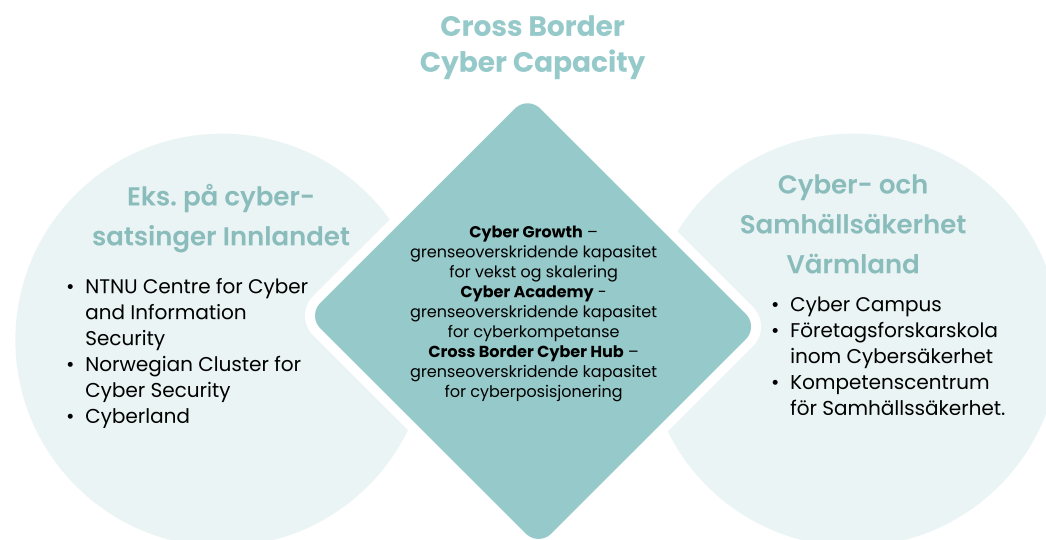 Cross Border
Cyber Capacity
Eks. på cyber-
satsinger Innlandet
• NTNU Centre for Cyber
and Information
Security
• Norwegian Cluster for
Cyber Security
• Cyberland
Cyber Growth –
grenseoverskridende kapasitet
for vekst og skalering
Cyber Academy -
grenseoverskridende kapasitet
for cyberkompetanse
Cross Border Cyber Hub –
grenseoverskridende kapasitet
for cyberposisjonering
Cyber- och
Samhällsäkerhet
Värmland
• Cyber Campus
• Företagsforskarskola
inom Cybersäkerhet
• Kompetenscentrum
för Samhällssäkerhet.